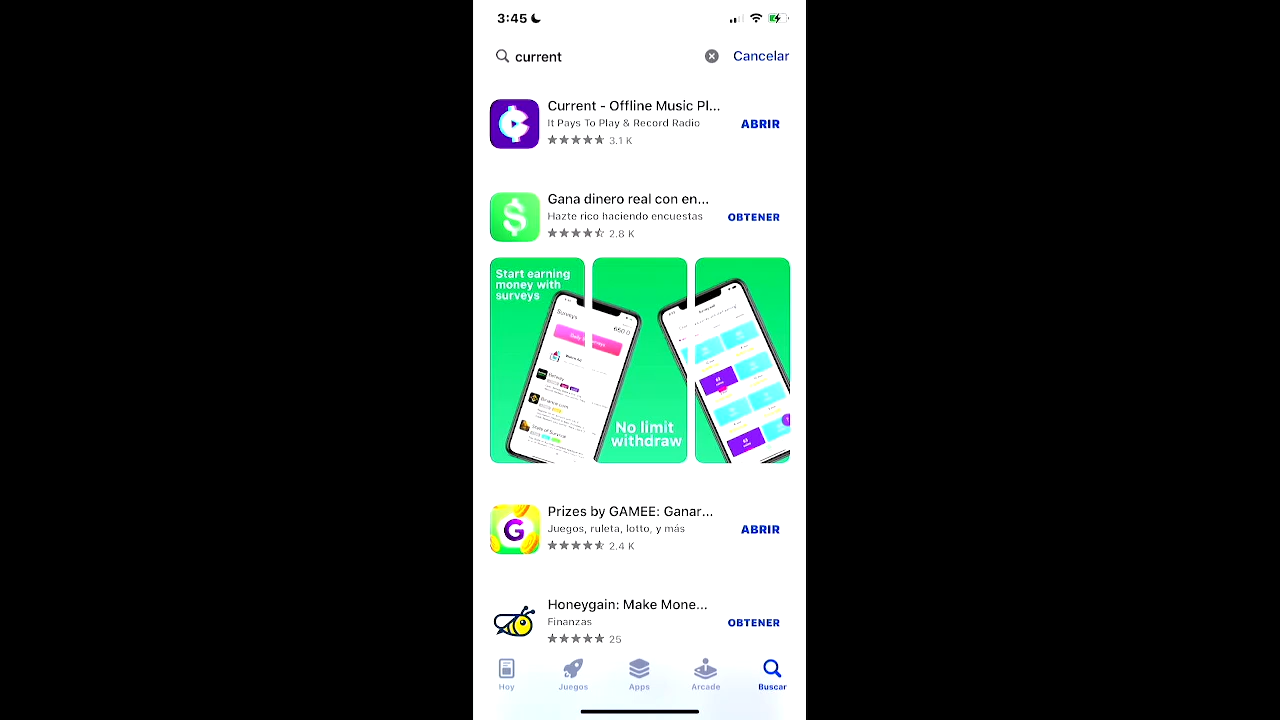 3:45
current
Cancelar
Current - Offline Music Pl...
It Pays To Play & Record Radio
ABRIR
3.1 K
Gana dinero real con en...
Hazte rico haciendo encuestas
OBTENER
2.8 K
Start earning
money with
surveys
Surveys
No limit
withdraw
Prizes by GAMEE: Ganar...
Juegos, ruleta, lotto, y más
ABRIR
2.4 K
Honeygain: Make Mone...
Finanzas
OBTENER
25
Hoy
Juegos
Apps
Arcade
Buscar